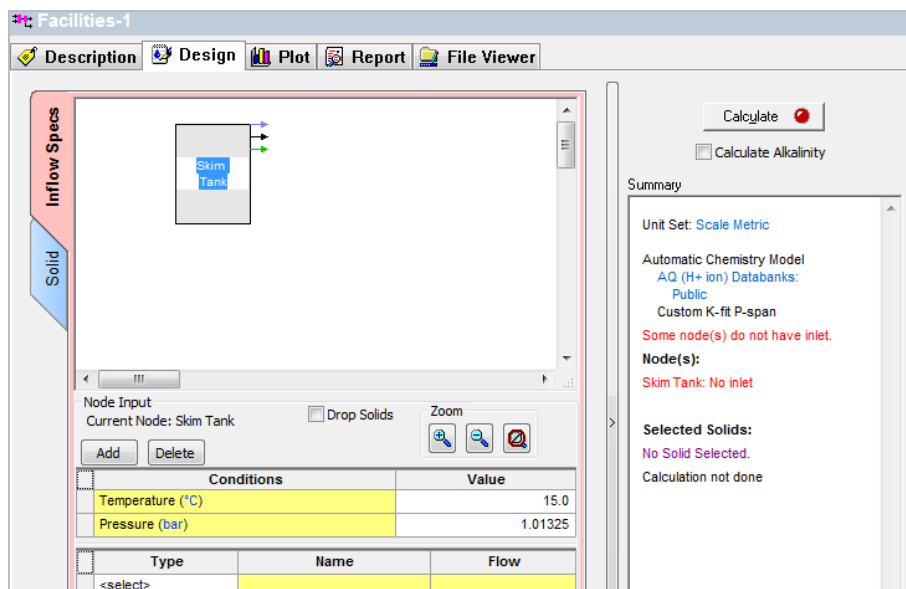 Facilities-1
Description Design Plot Report File Viewer
Inflow Specs
Solid
Skim
Tank
Node Input
Current Node: Skim Tank
Drop Solids
Zoom
Add Delete
Conditions Value
Temperature (°C) 15.0
Pressure (bar) 1.01325
Type Name Flow
<select>
Calculate
Calculate Alkalinity
Summary
Unit Set: Scale Metric
Automatic Chemistry Model
AQ (H+ ion) Databanks:
Public
Custom K-fit P-span
Some node(s) do not have inlet.
Node(s):
Skim Tank: No inlet
Selected Solids:
No Solid Selected.
Calculation not done